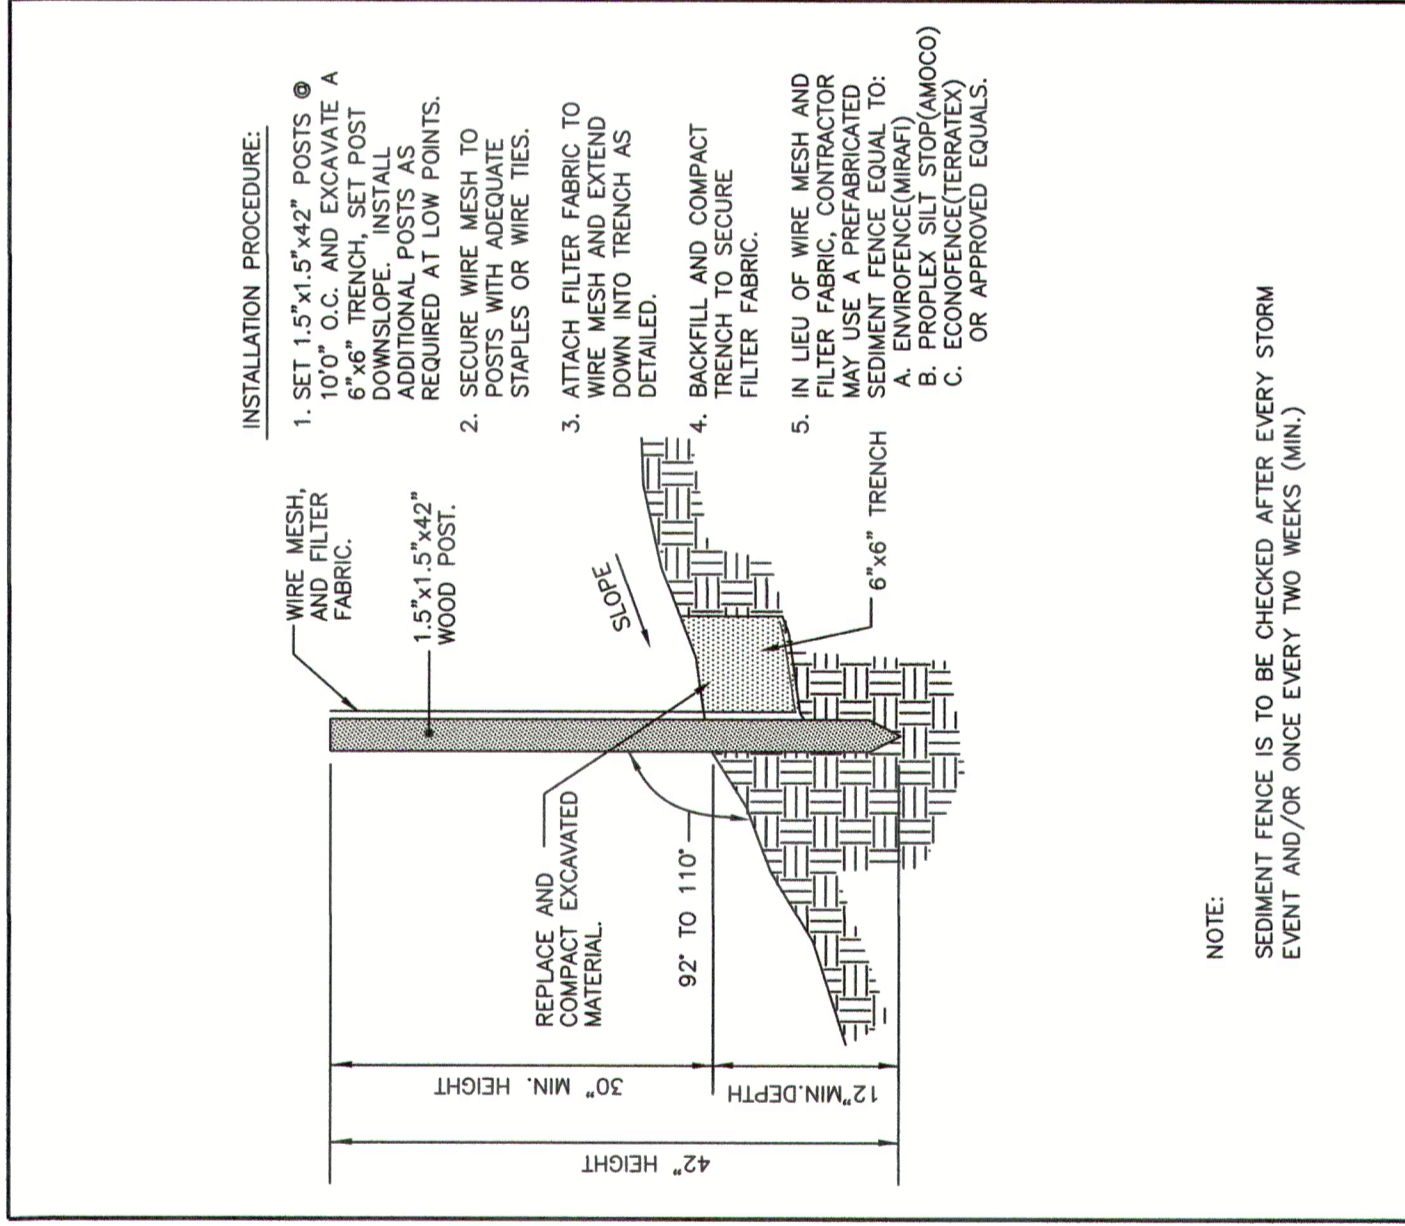 INSTALLATION PROCEDURE:
1. SET 1.5"x1.5"x42" POSTS @
10'0" O.C. AND EXCAVATE A
6"x6" TRENCH, SET POST
DOWNSLOPE. INSTALL
ADDITIONAL POSTS AS
REQUIRED AT LOW POINTS.
2. SECURE WIRE MESH TO
POSTS WITH ADEQUATE
STAPLES OR WIRE TIES.
3. ATTACH FILTER FABRIC TO
WIRE MESH AND EXTEND
DOWN INTO TRENCH AS
DETAILED.
4. BACKFILL AND COMPACT
TRENCH TO SECURE
FILTER FABRIC.
5. IN LIEU OF WIRE MESH AND
FILTER FABRIC, CONTRACTOR
MAY USE A PREFABRICATED
SEDIMENT FENCE EQUAL TO:
A. ENVIROFENCE(MIRAFI)
B. PROPLEX SILT STOP(AMOCO)
C. ECONOFENCE(TERRATEX)
OR APPROVED EQUALS.
WIRE MESH,
AND FILTER
FABRIC.
1.5"x1.5"x42"
WOOD POST.
SLOPE
6"x6" TRENCH
REPLACE AND
COMPACT EXCAVATED
MATERIAL.
92° TO 110°
30" MIN. HEIGHT
12"MIN.DEPTH
42" HEIGHT
NOTE:
SEDIMENT FENCE IS TO BE CHECKED AFTER EVERY STORM
EVENT AND/OR ONCE EVERY TWO WEEKS (MIN.)